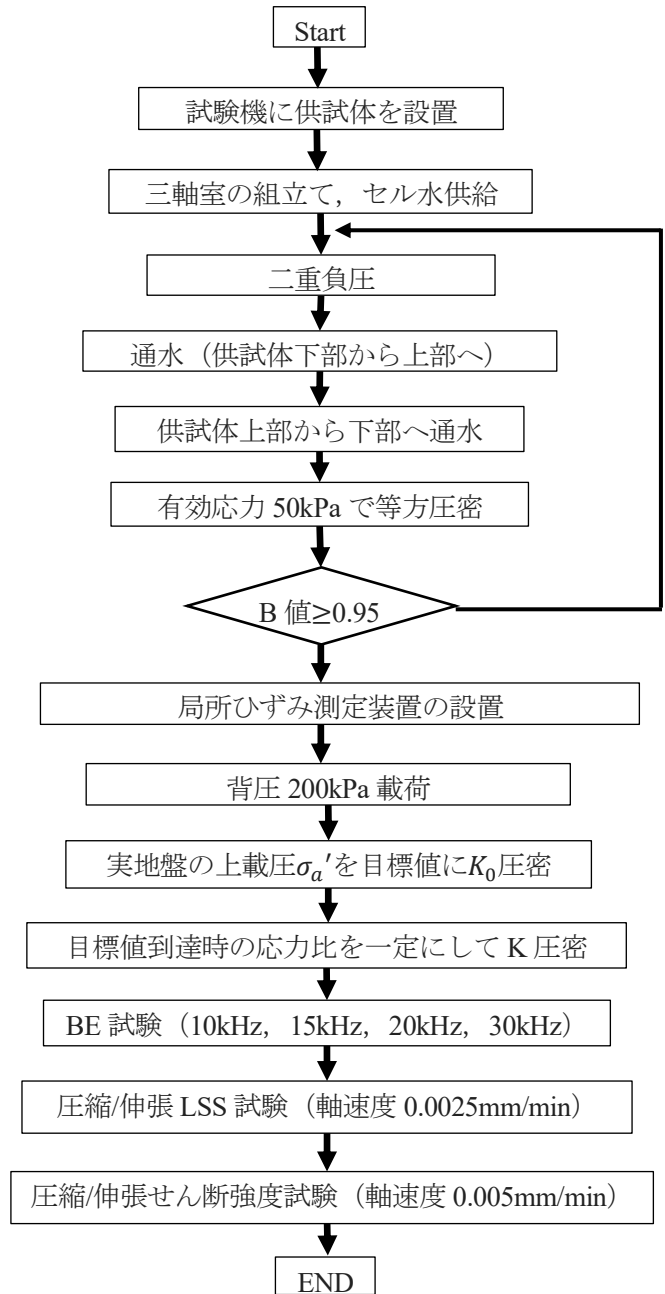 Start
試験機に供試体を設置
三軸室の組立て，セル水供給
二重負圧
通水（供試体下部から上部へ）
供試体上部から下部へ通水
有効応力 50kPa で等方圧密
B 値≥0.95
局所ひずみ測定装置の設置
背圧 200kPa 載荷
実地盤の上載圧σₐ′を目標値にK₀圧密
目標値到達時の応力比を一定にして K 圧密
BE 試験（10kHz，15kHz，20kHz，30kHz）
圧縮/伸張 LSS 試験（軸速度 0.0025mm/min）
圧縮/伸張せん断強度試験（軸速度 0.005mm/min）
END